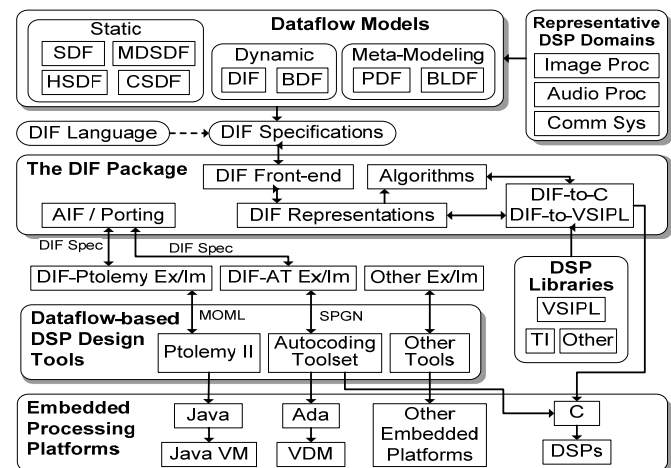 Dataflow Models
Static
SDF
MDSDF
HSDF
CSDF
Dynamic
DIF
BDF
Meta-Modeling
PDF
BLDF
Representative
DSP Domains
Image Proc
Audio Proc
Comm Sys
DIF Language
DIF Specifications
The DIF Package
DIF Front-end
Algorithms
DIF-to-C
DIF-to-VSIPL
AIF / Porting
DIF Representations
DIF Spec
DIF Spec
DIF-Ptolemy Ex/Im
DIF-AT Ex/Im
Other Ex/Im
DSP
Libraries
VSIPL
TI
Other
Dataflow-based
DSP Design
Tools
MOML
SPGN
Ptolemy II
Autocoding
Toolset
Other
Tools
Embedded
Processing
Platforms
Java
Ada
Other
Embedded
Platforms
C
Java VM
VDM
DSPs